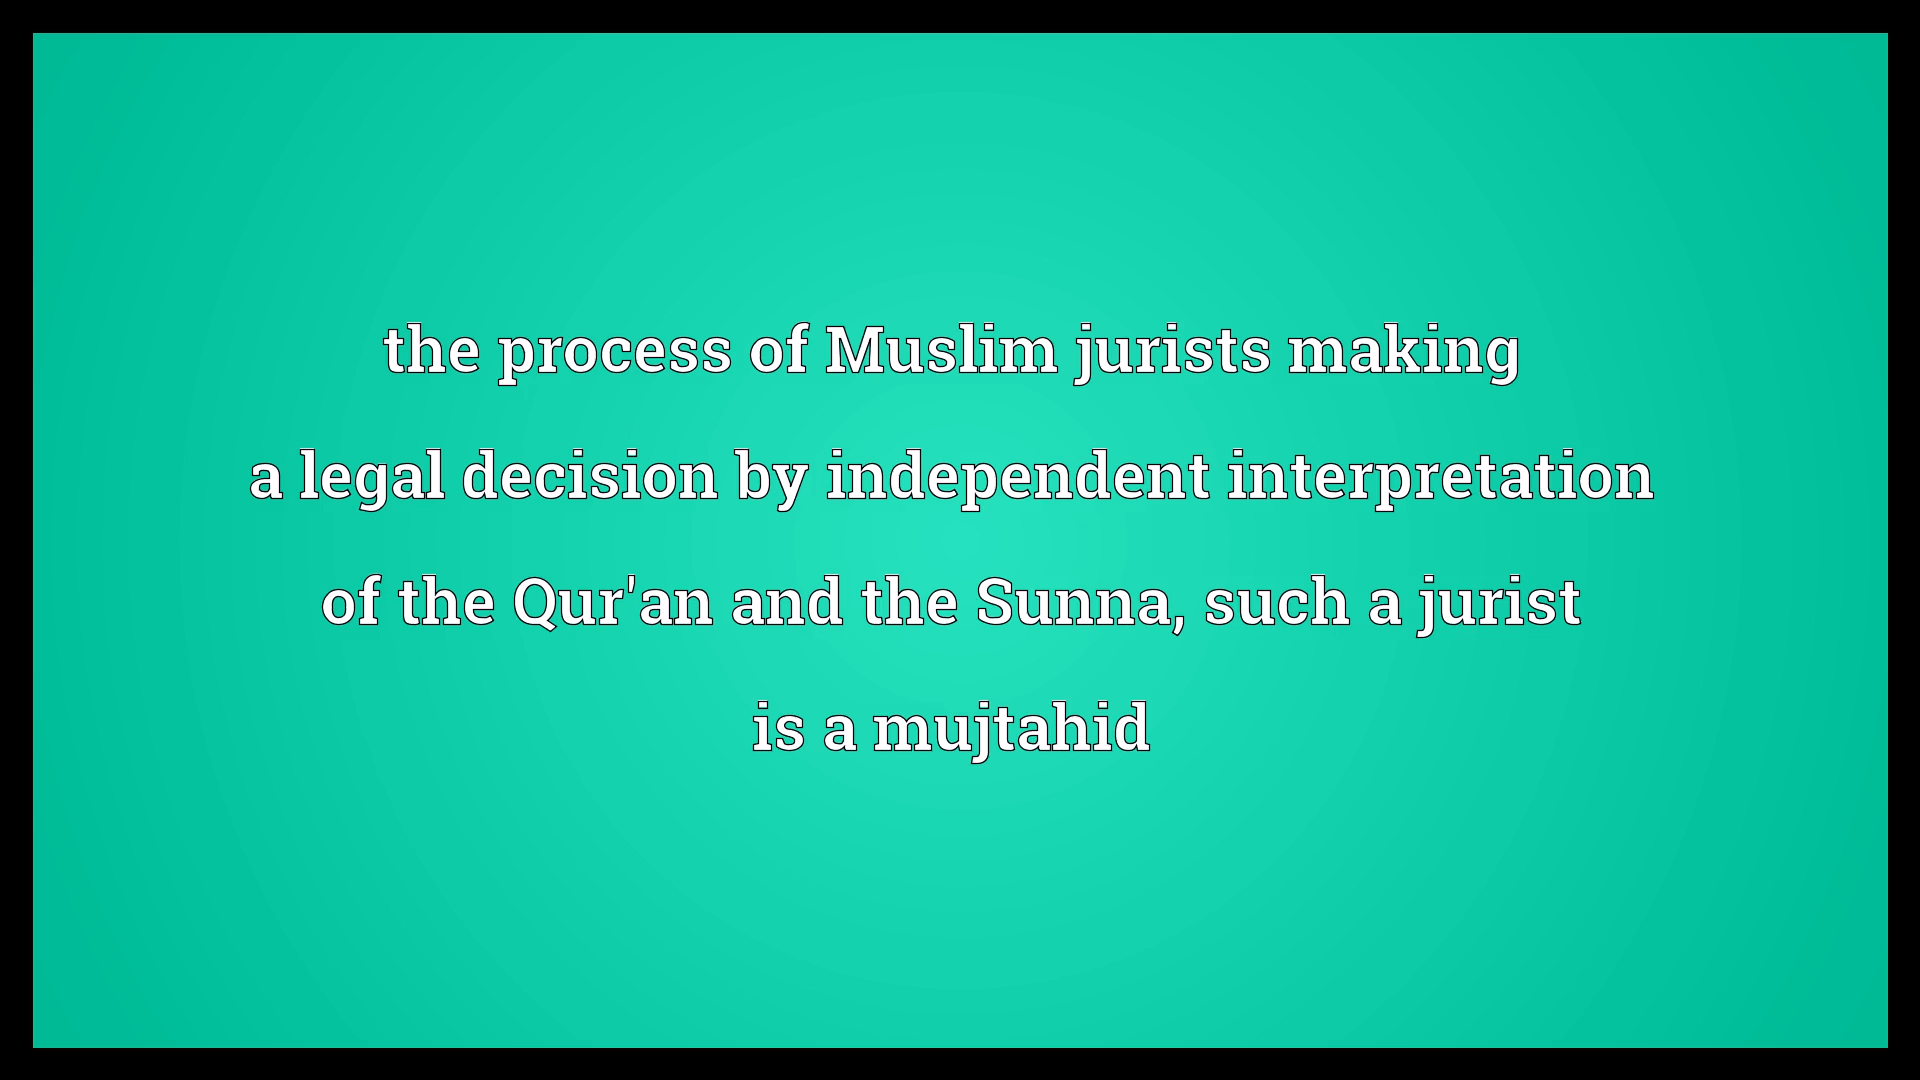 the process of Muslim jurists making
a legal decision by independent interpretation
of the Qur'an and the Sunna, such a jurist
is a mujtahid